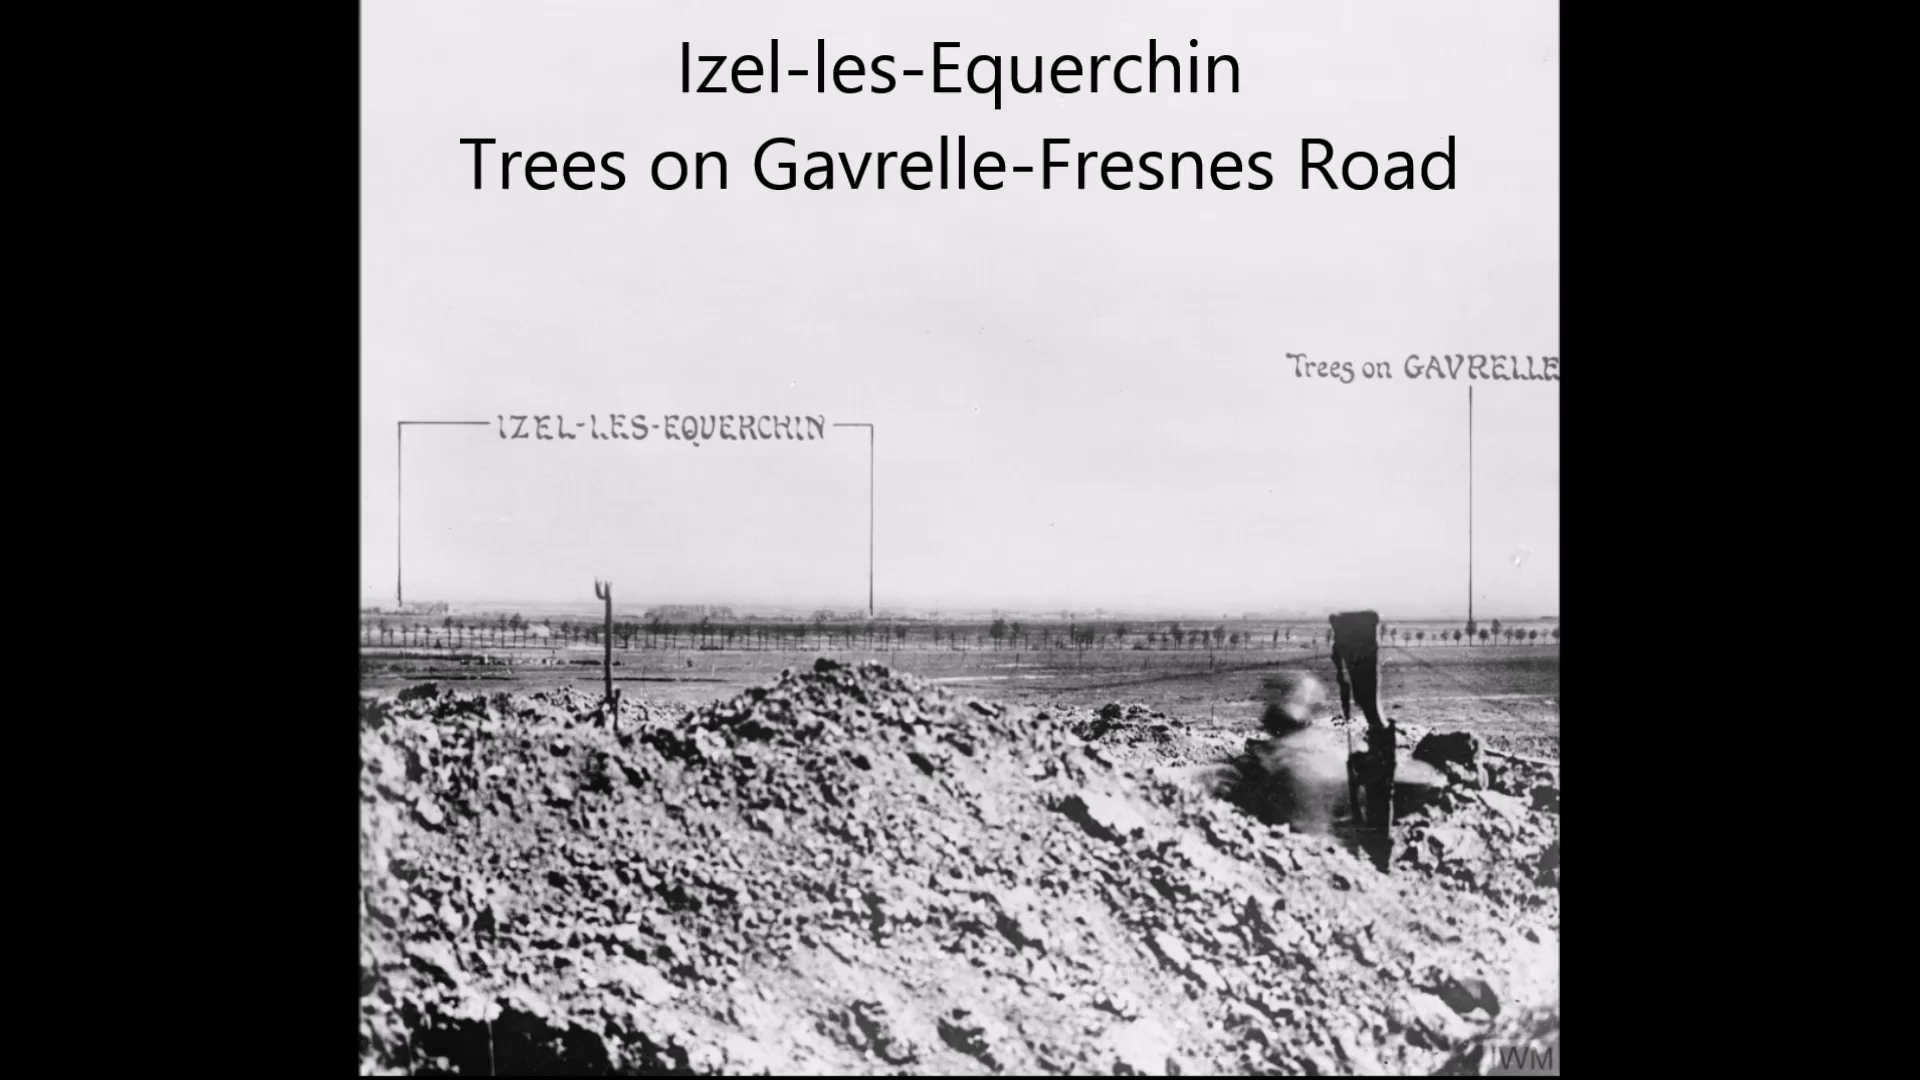 Izel-les-Equerchin
Trees on Gavrelle-Fresnes Road
Trees on GAVRELLE
IZEL-LES-EQUERCHIN
IWM